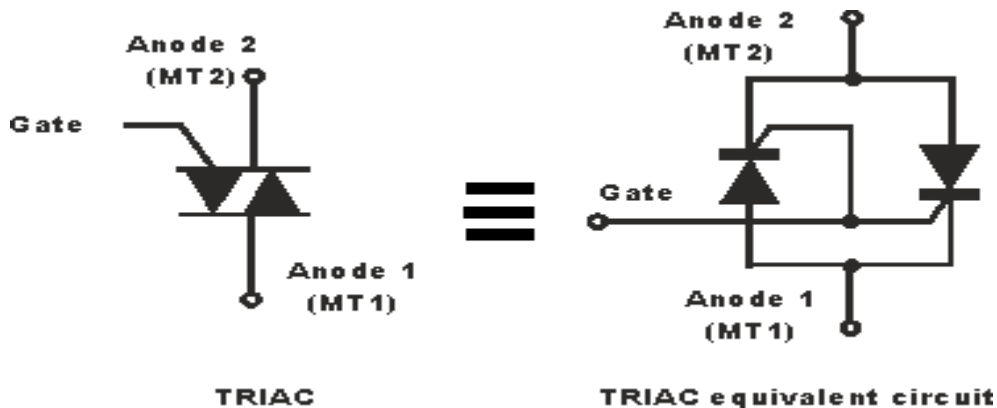 Anode 2
(MT2)
Gate
Anode 1
(MT1)
TRIAC
Anode 2
(MT2)
Gate
Anode 1
(MT1)
TRIAC equivalent circuit